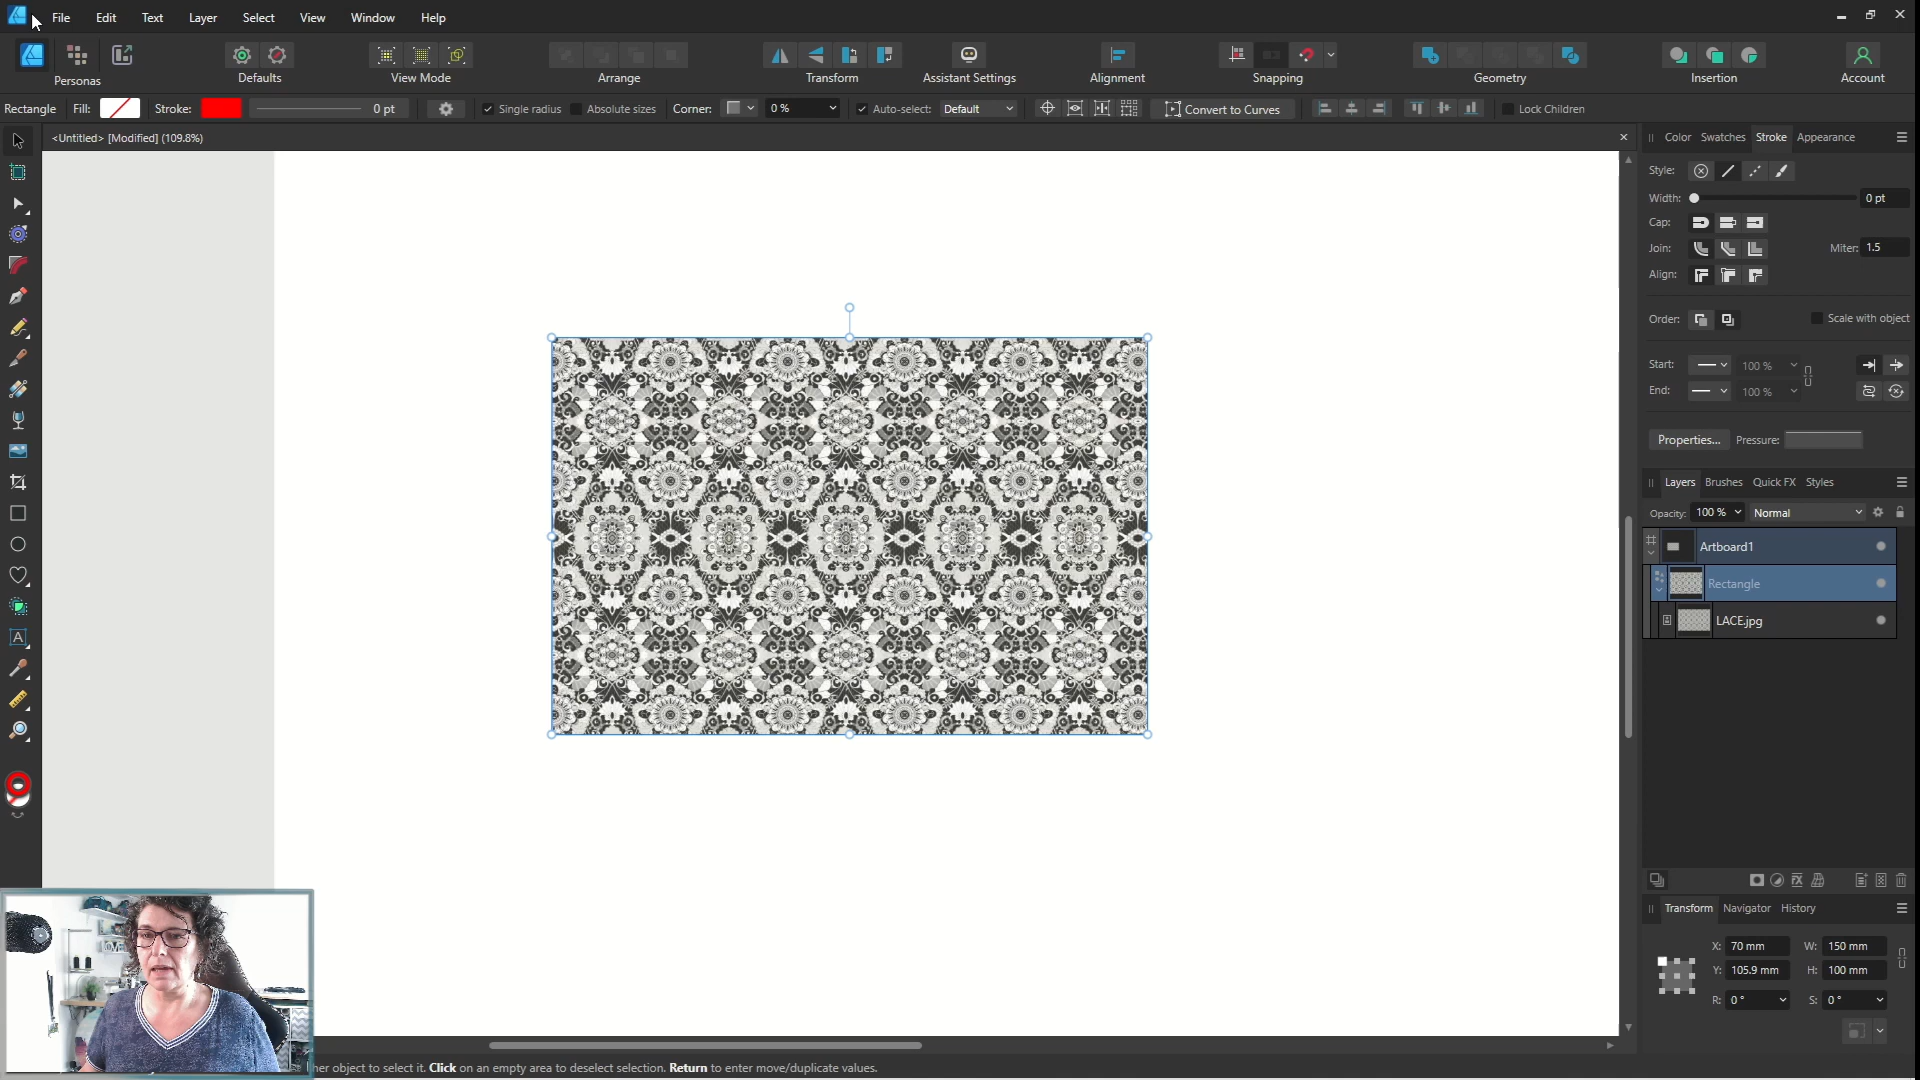 File Edit Text Layer Select View Window Help
Personas Defaults View Mode Arrange Transform Assistant Settings Alignment Snapping Geometry Insertion Account
Rectangle Fill: Stroke: 0 pt Single radius Absolute sizes Corner: 0 % Auto-select: Default Convert to Curves Lock Children
<Untitled> [Modified] (109.8%)
Color Swatches Stroke Appearance
Style:
Width: 0 pt
Cap:
Join: Miter: 1.5
Align:
Order: Scale with object
Start: 100 %
End: 100 %
Properties... Pressure:
Layers Brushes Quick FX Styles
Opacity: 100 % Normal
Artboard1
Rectangle
LACE.jpg
Transform Navigator History
X: 70 mm W: 150 mm
Y: 105.9 mm H: 100 mm
R: 0 ° S: 0 °
object to select it. Click on an empty area to deselect selection. Return to enter move/duplicate values.